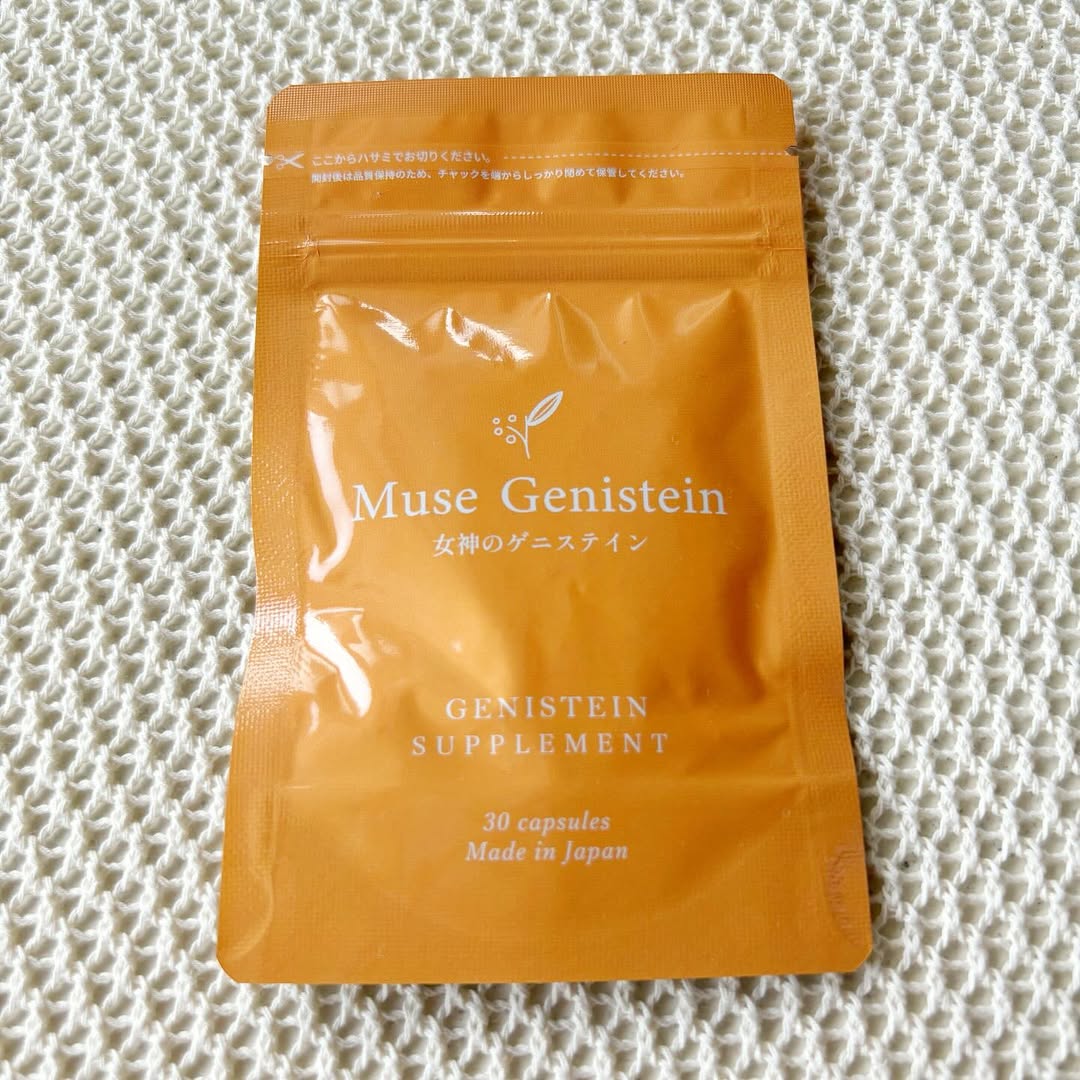 ここからハサミでお切りください。
開封後は品質保持のため、チャックを端からしっかり閉めて保管してください。
Muse Genistein
女神のゲニステイン
GENISTEIN
SUPPLEMENT
30 capsules
Made in Japan